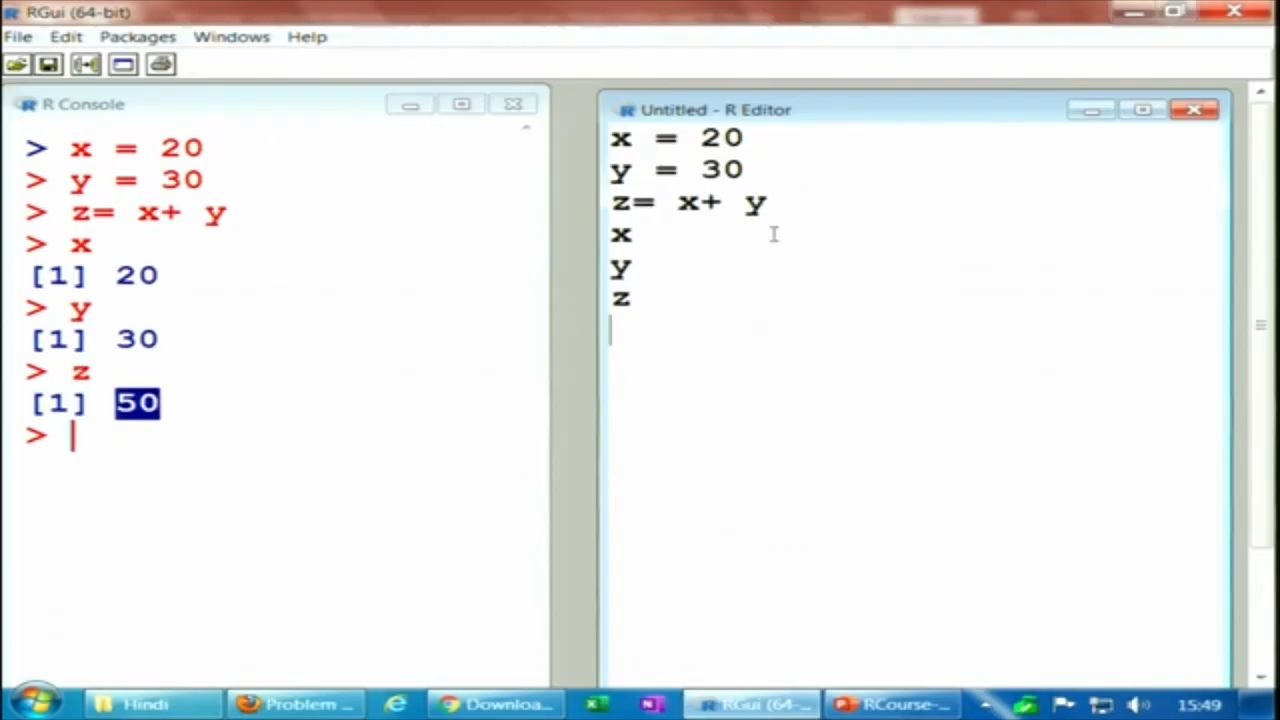 RGui (64-bit)
File Edit Packages Windows Help
R Console
> x = 20
> y = 30
> z= x+ y
> x
[1] 20
> y
[1] 30
> z
[1] 50
>
Untitled - R Editor
x = 20
y = 30
z= x+ y
x
y
z
Hindi
Problem ...
Downloa...
RGui (64-...
RCourse-...
15:49